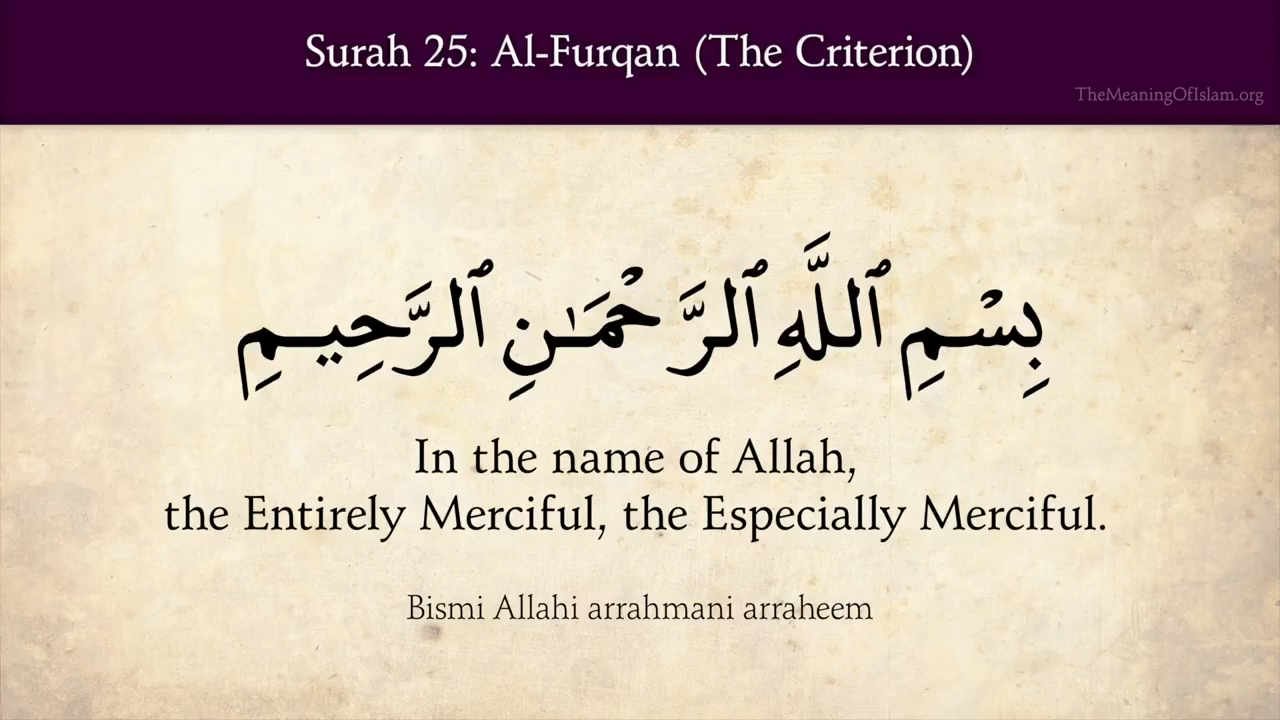 Surah 25: Al-Furqan (The Criterion)
TheMeaningOfIslam.org
بِسْمِ ٱللَّهِ ٱلرَّحْمَـٰنِ ٱلرَّحِيمِ
In the name of Allah,
the Entirely Merciful, the Especially Merciful.
Bismi Allahi arrahmani arraheem